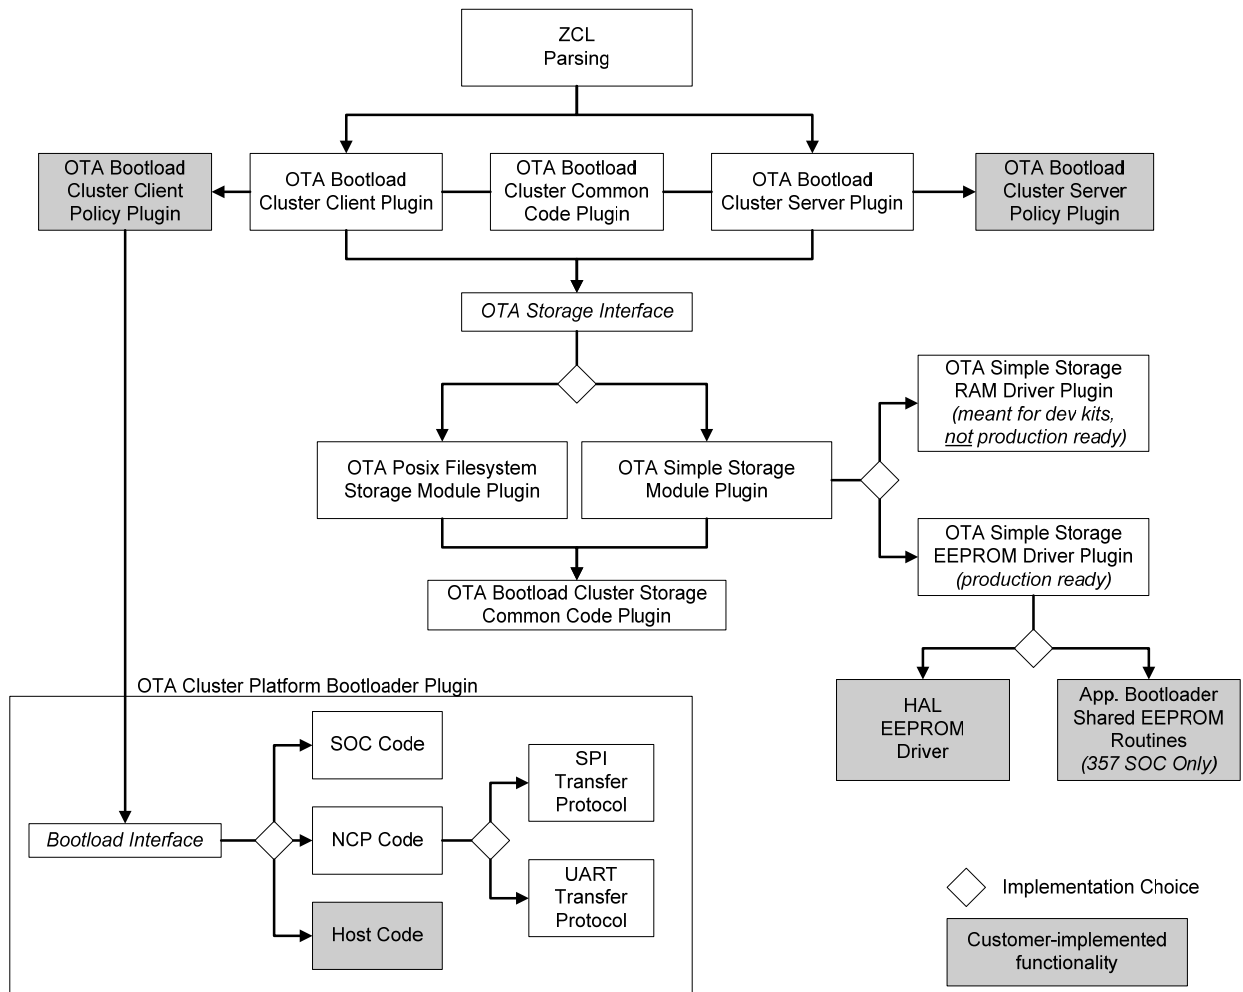 ZCL
Parsing
OTA Bootload
Cluster Client
Policy Plugin
OTA Bootload
Cluster Client Plugin
OTA Bootload
Cluster Common
Code Plugin
OTA Bootload
Cluster Server Plugin
OTA Bootload
Cluster Server
Policy Plugin
OTA Storage Interface
OTA Simple Storage
RAM Driver Plugin
(meant for dev kits,
not production ready)
OTA Posix Filesystem
Storage Module Plugin
OTA Simple Storage
Module Plugin
OTA Simple Storage
EEPROM Driver Plugin
(production ready)
OTA Bootload Cluster Storage
Common Code Plugin
HAL
EEPROM
Driver
App. Bootloader
Shared EEPROM
Routines
(357 SOC Only)
OTA Cluster Platform Bootloader Plugin
SOC Code
SPI
Transfer
Protocol
Bootload Interface
NCP Code
UART
Transfer
Protocol
Host Code
Implementation Choice
Customer-implemented
functionality